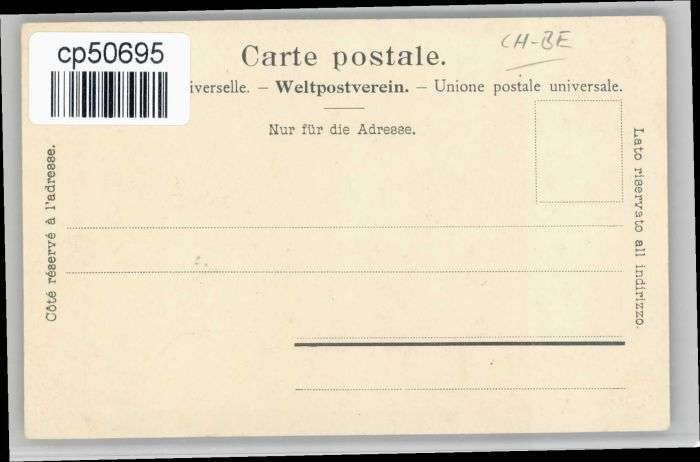 cp50695
CH-BE
Carte postale.
iverselle. – Weltpostverein. – Unione postale universale.
Nur für die Adresse.
Côté réservé à l'adresse.
Lato riservato all indirizzo.